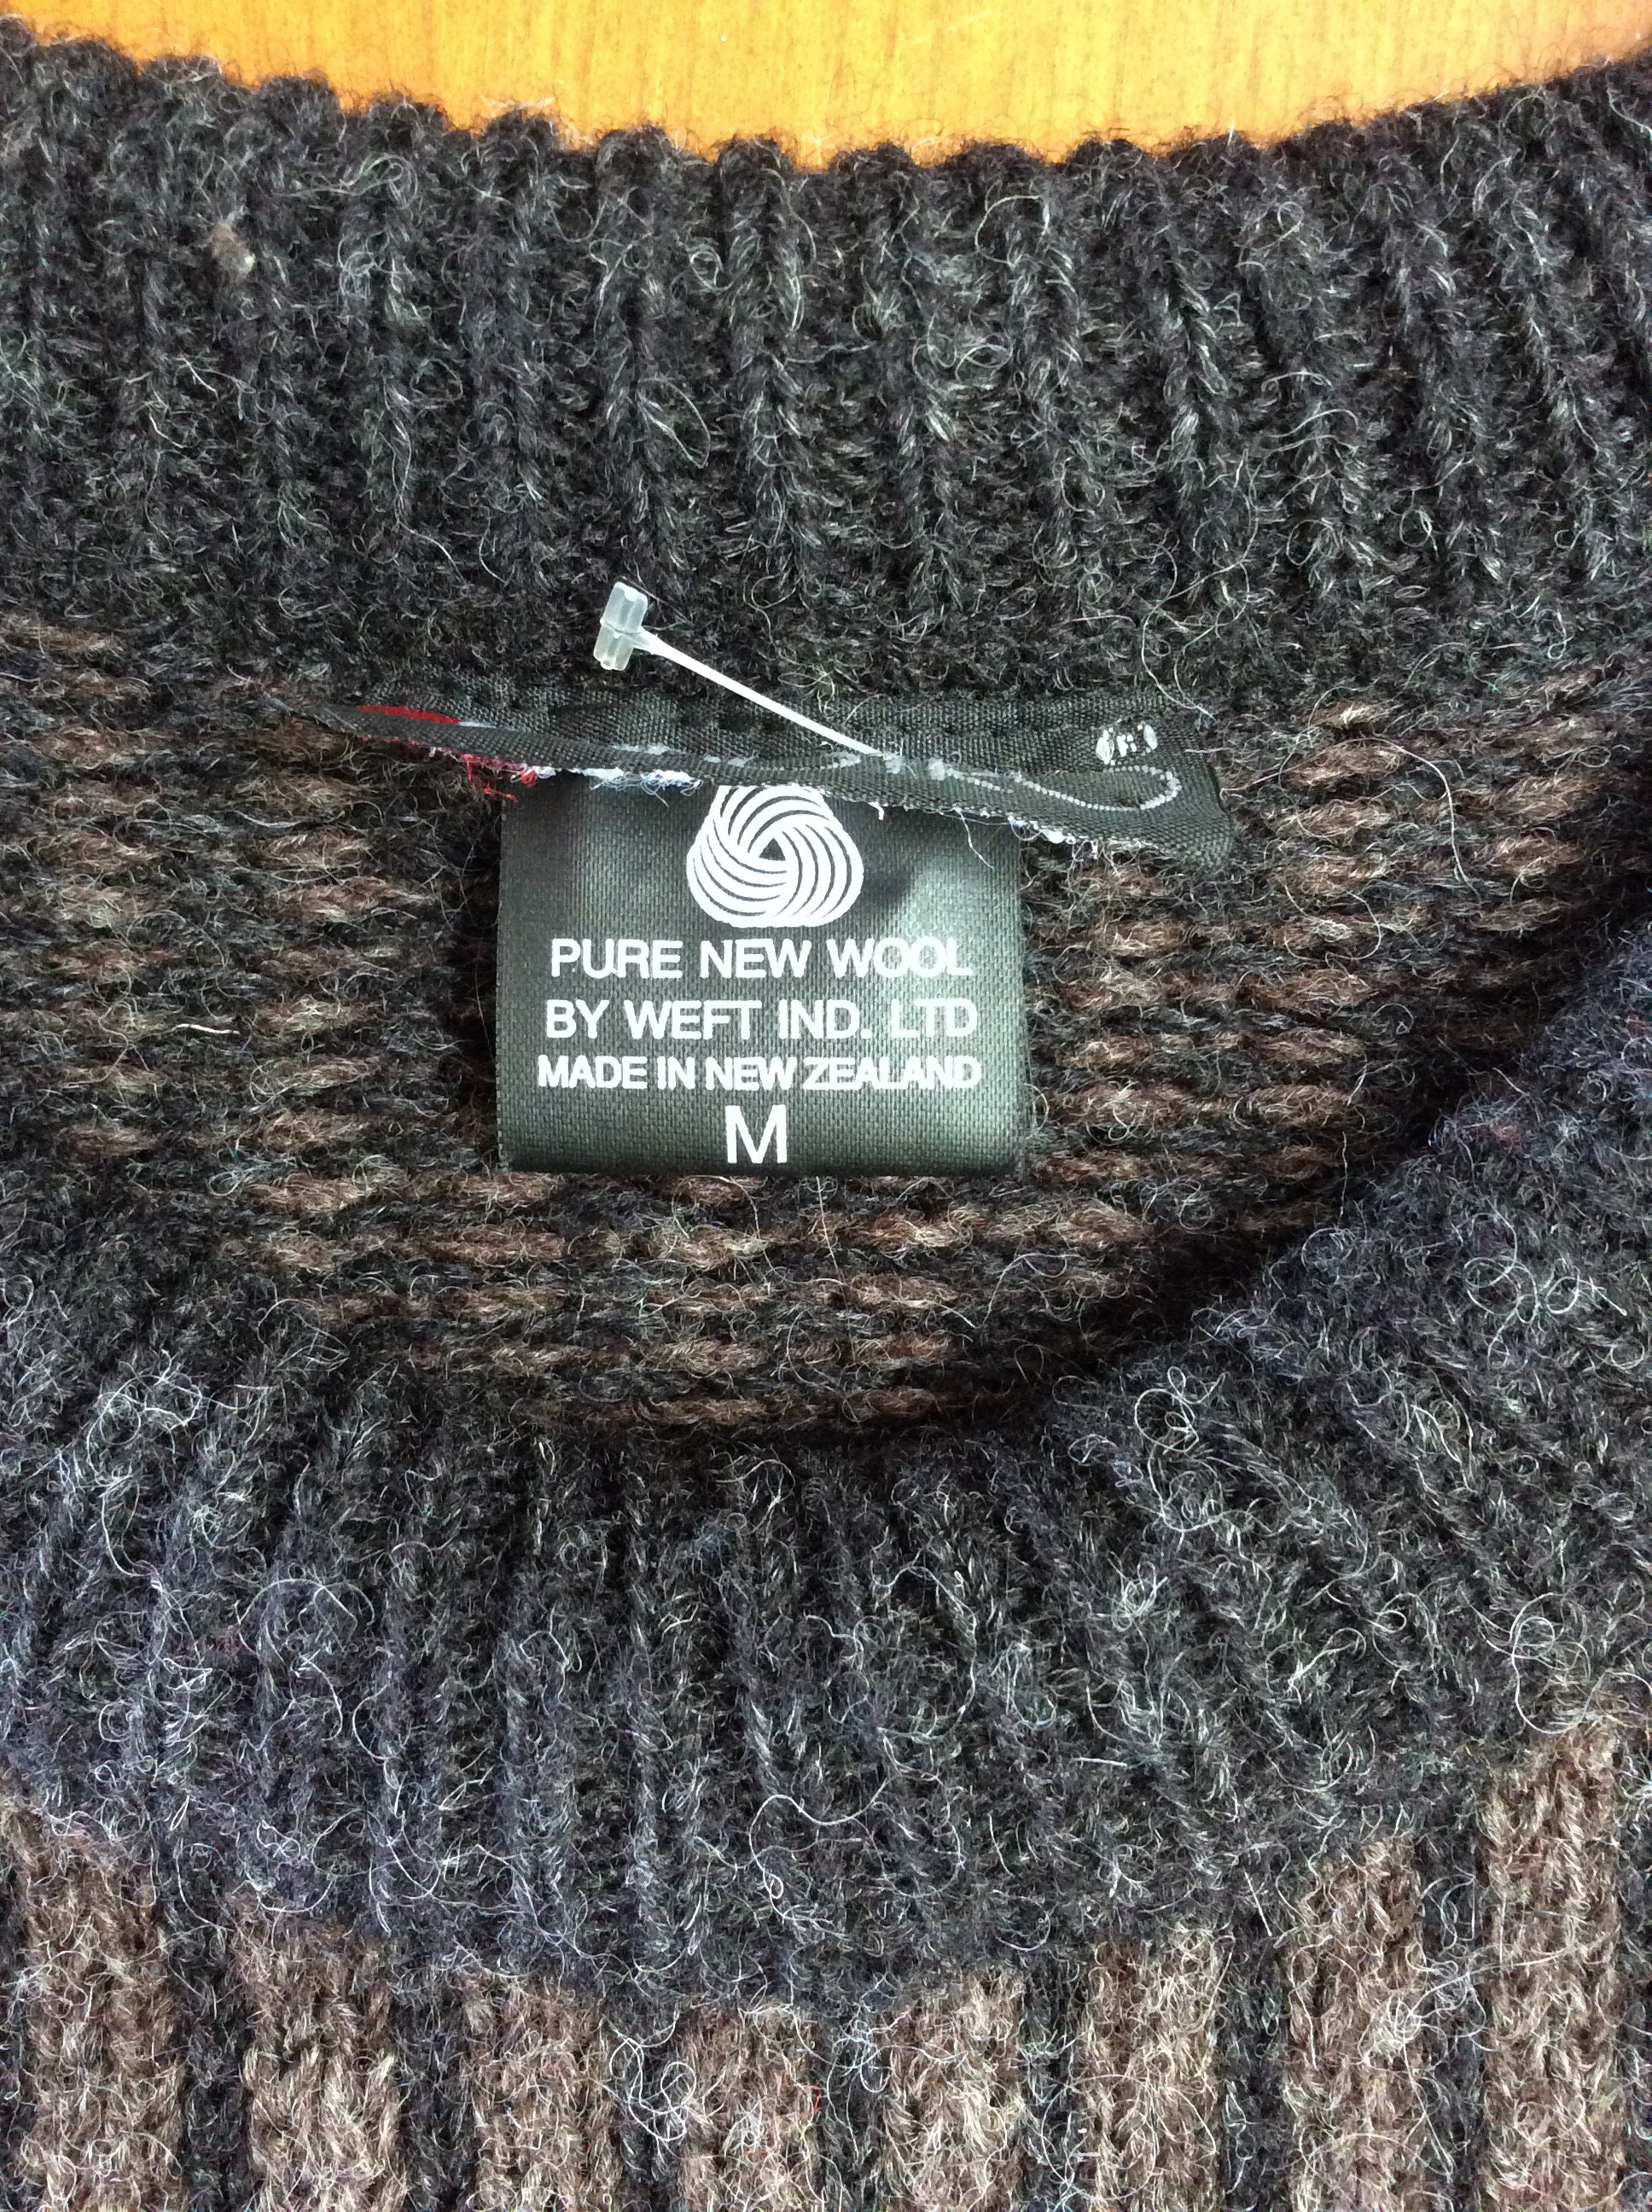 PURE NEW WOOL
BY WEFT IND. LTD
MADE IN NEW ZEALAND
M